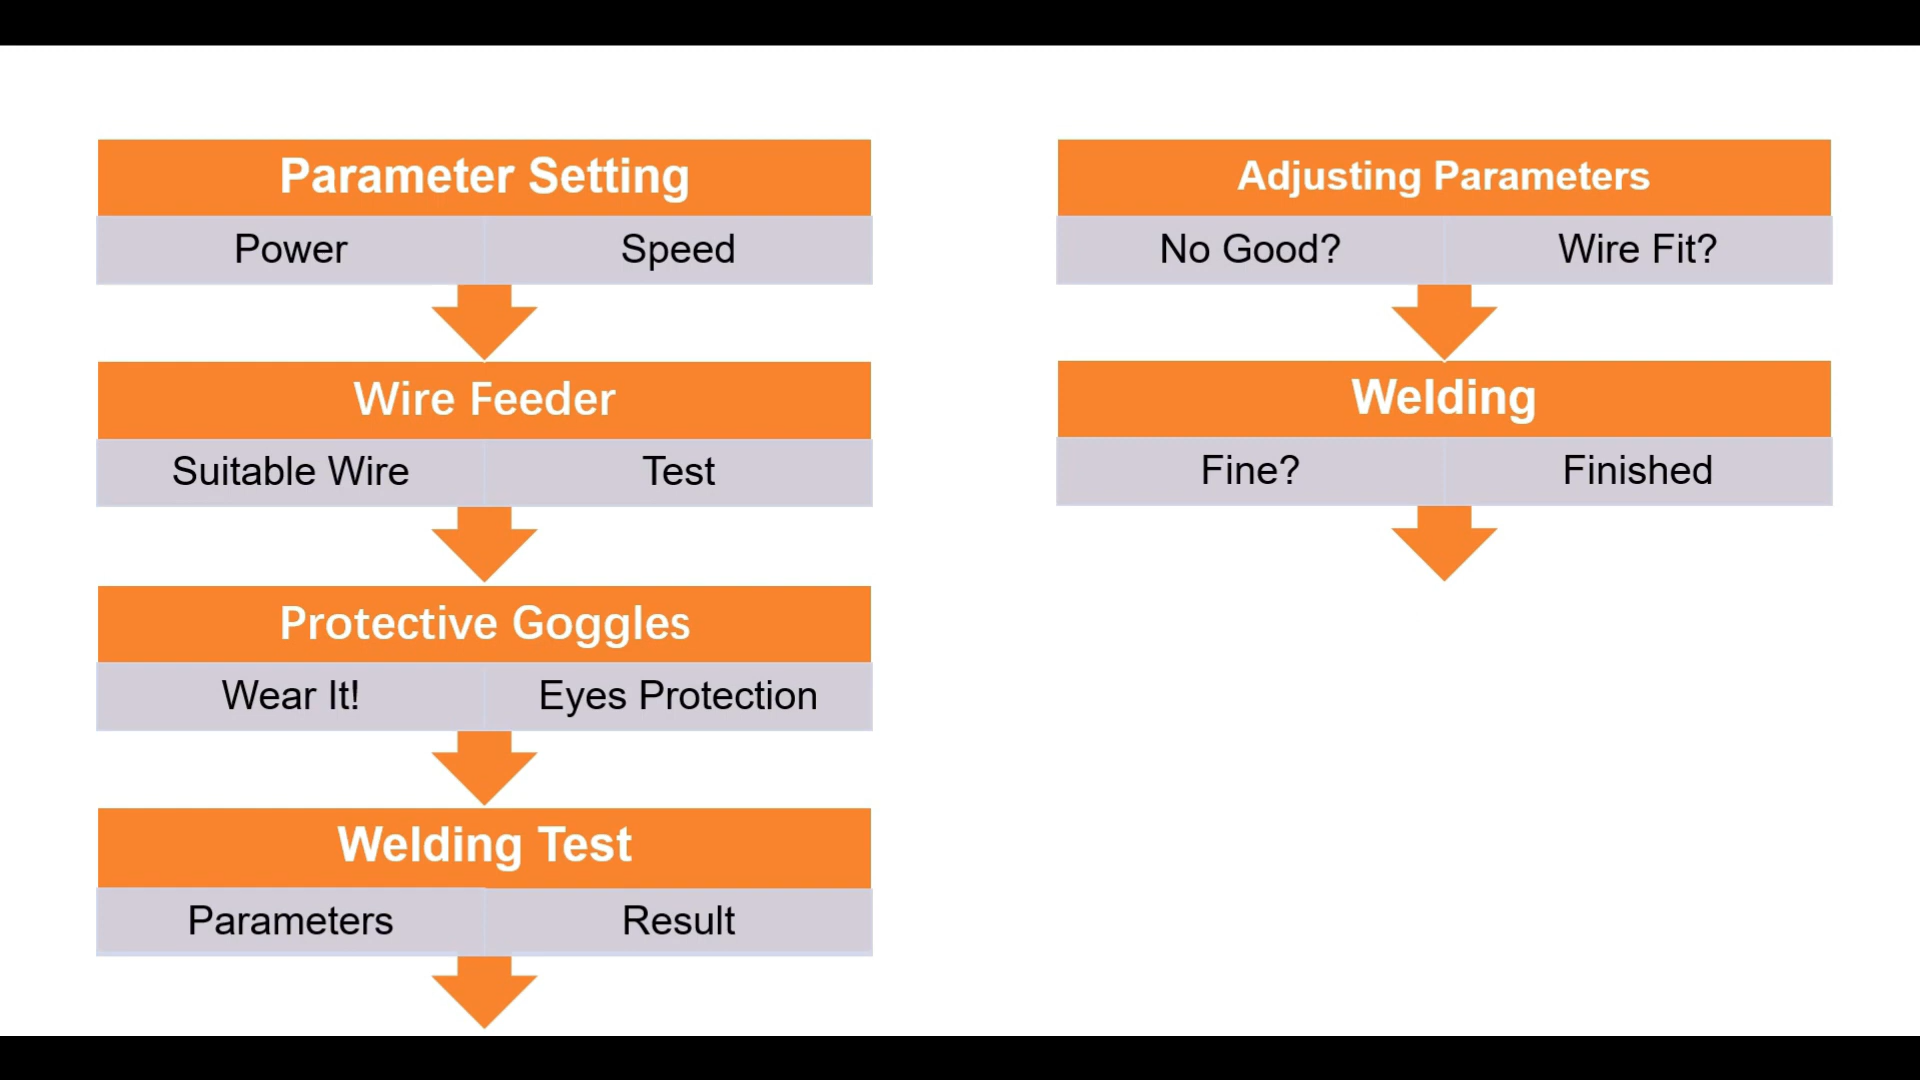 Parameter Setting
Power
Speed
Wire Feeder
Suitable Wire
Test
Protective Goggles
Wear It!
Eyes Protection
Welding Test
Parameters
Result
Adjusting Parameters
No Good?
Wire Fit?
Welding
Fine?
Finished